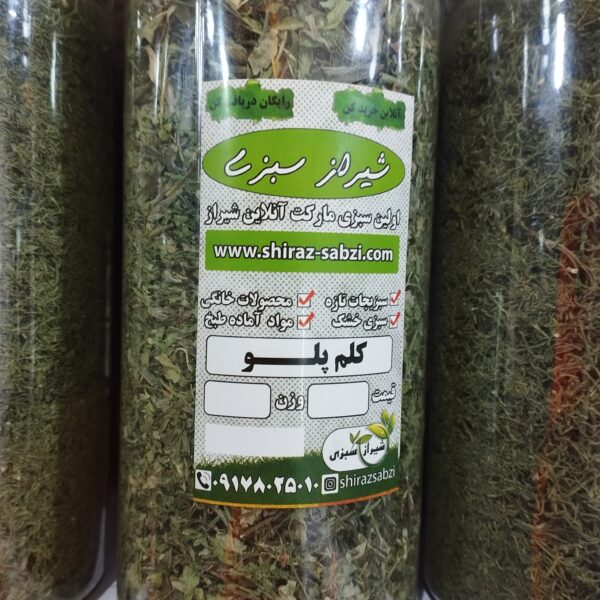 آنلاین خرید کن رایگان دریافت کن
شیراز سبزی
اولین سبزی مارکت آنلاین شیراز
www.shiraz-sabzi.com
سبزیجات تازه محصولات خانگی
سبزی خشک مواد آماده طبخ
کلم پلو
قیمت وزن
شیراز سبزی
۰۹۱۷۸۰۲۵۰۱۰ shirazsabzi